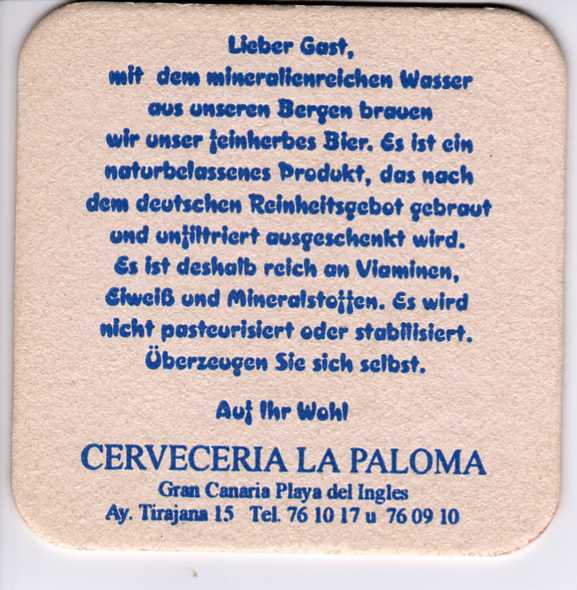 Lieber Gast,
mit dem mineralienreichen Wasser
aus unseren Bergen brauen
wir unser feinherbes Bier. Es ist ein
naturbelassenes Produkt, das nach
dem deutschen Reinheitsgebot gebraut
und unfiltriert ausgeschenkt wird.
Es ist deshalb reich an Viaminen,
Eiweiß und Mineralstoffen. Es wird
nicht pasteurisiert oder stabilisiert.
Überzeugen Sie sich selbst.
Auf Ihr Wohl
CERVECERIA LA PALOMA
Gran Canaria Playa del Ingles
Ay. Tirajana 15 Tel. 76 10 17 u 76 09 10